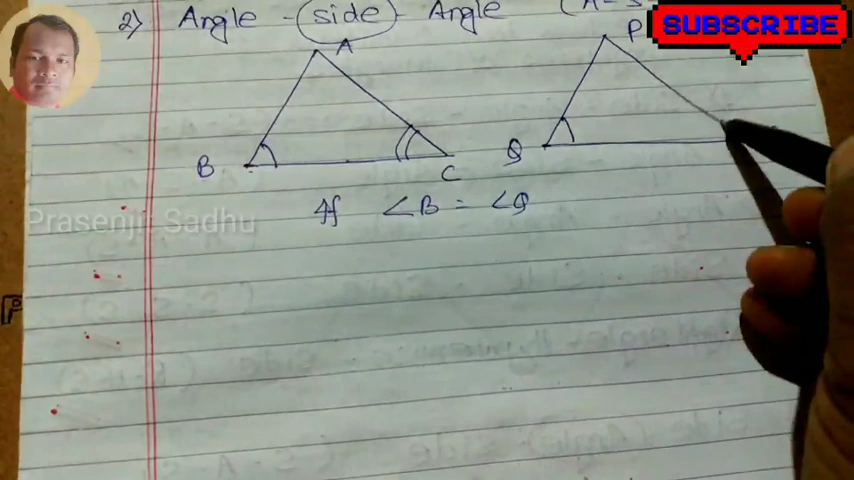 2) Angle - side - Angle (A-S
SUBSCRIBE
A
P
B
C
Q
If ∠B = ∠Q
Prasenjit Sadhu
P